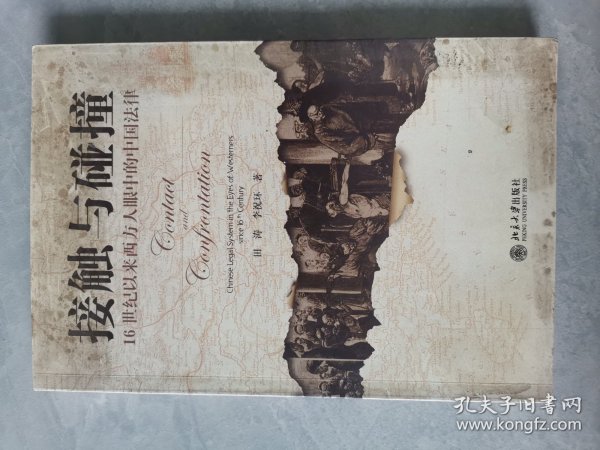 接触与碰撞
16世纪以来西方人眼中的中国法律
Contact
and
Confrontation
Chinese Legal System in the Eyes of Westerners
since 16th Century
田 涛 李祝环 著
北京大学出版社
PEKING UNIVERSITY PRESS
孔夫子旧书网
www.kongfz.com